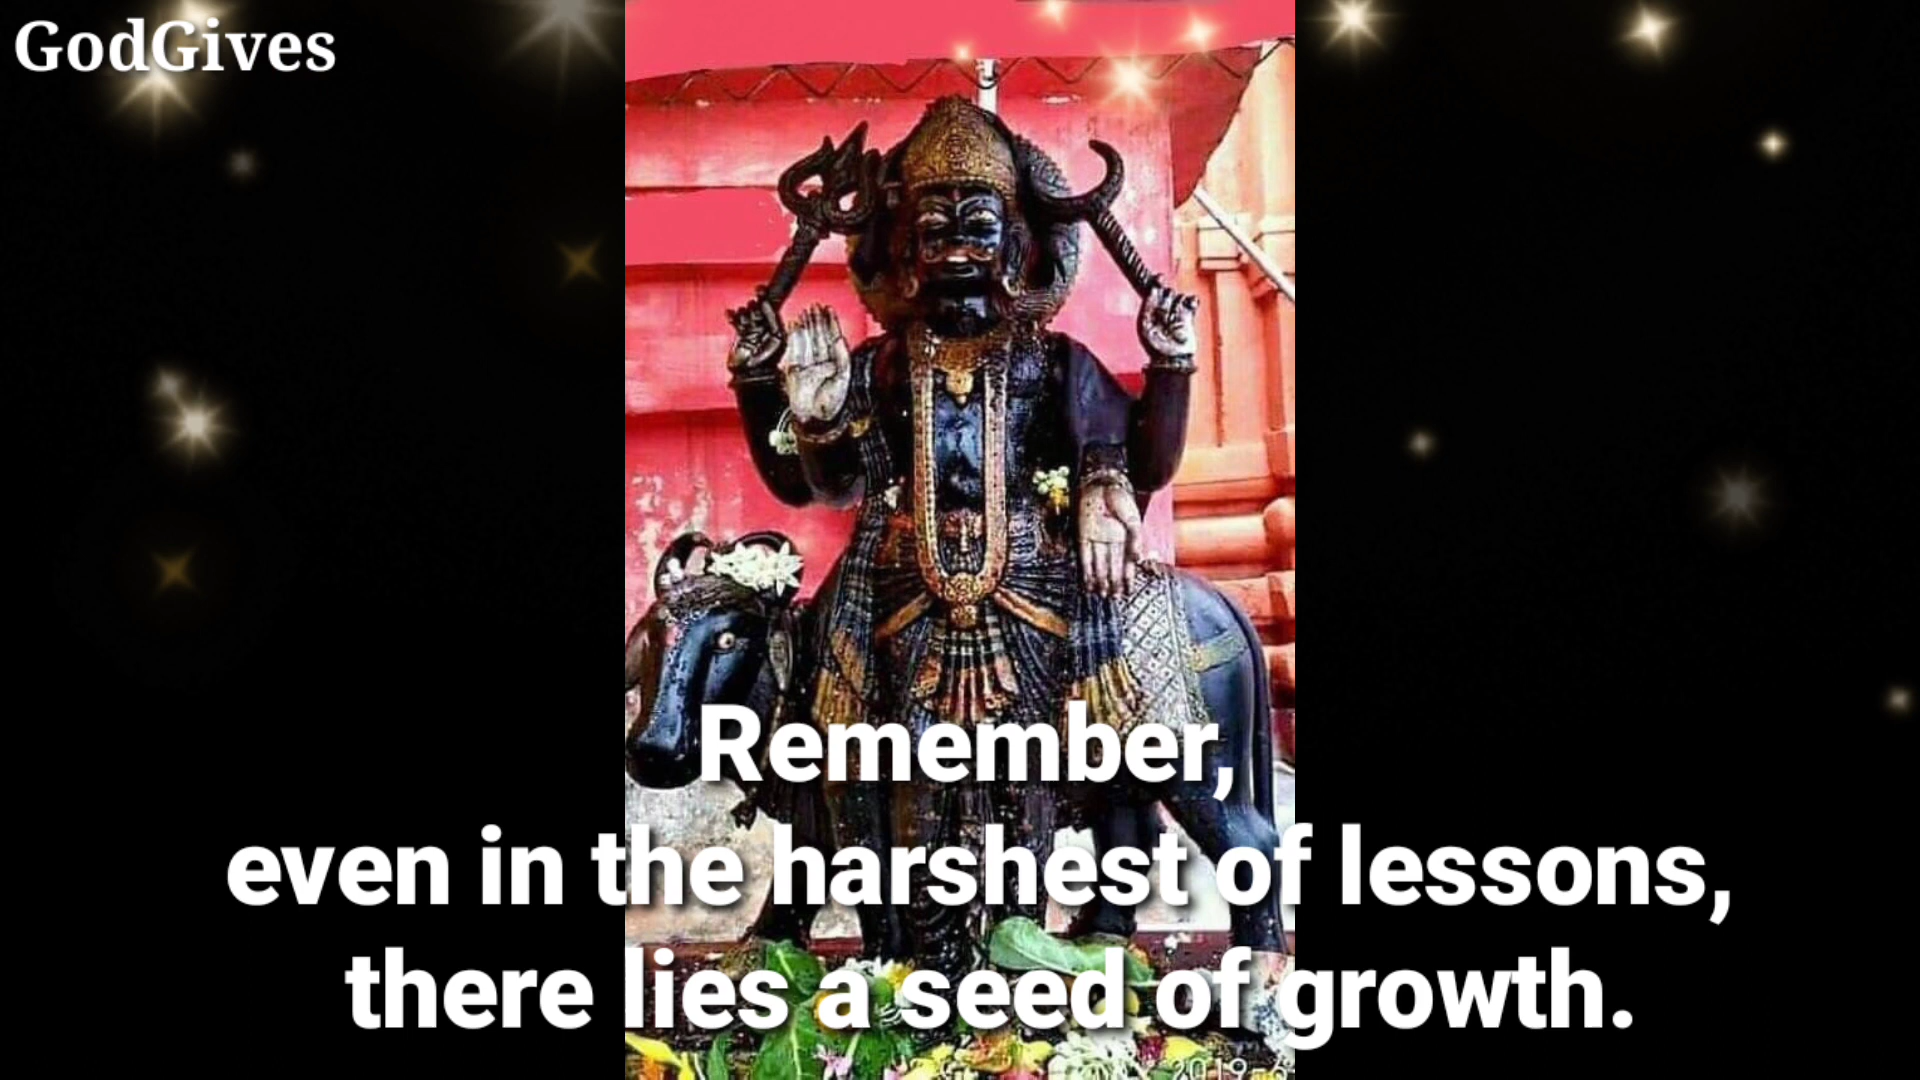 GodGives
Remember,
even in the harshest of lessons,
there lies a seed of growth.